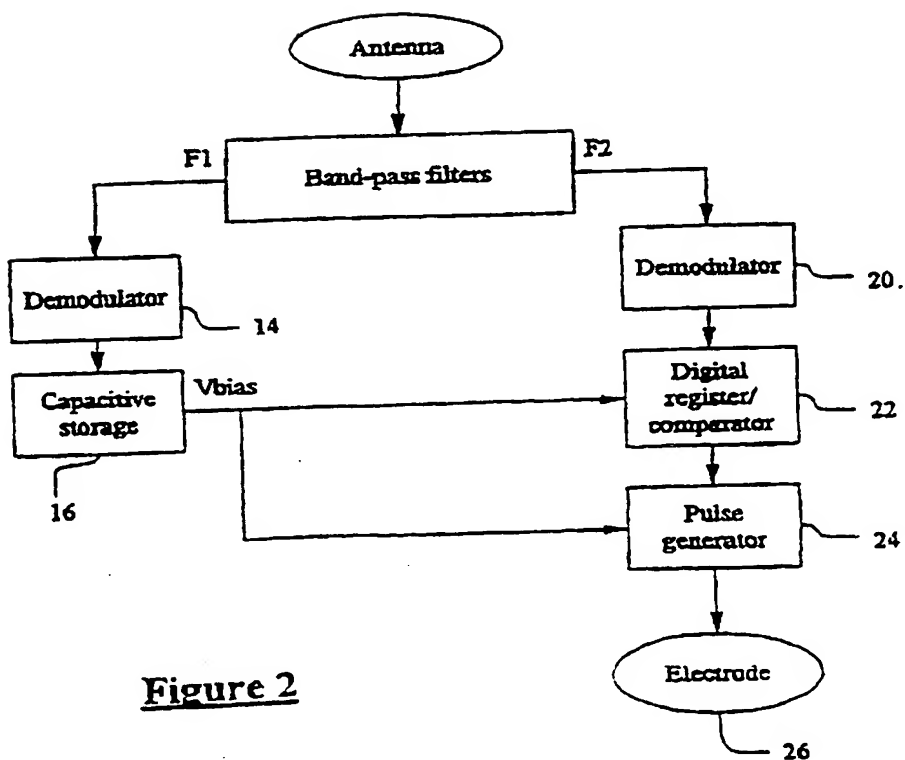 Antenna
F1
Band-pass filters
F2
Demodulator
14
Demodulator
20.
Capacitive
storage
16
Vbias
Digital
register/
comparator
22
Pulse
generator
24
Electrode
26
Figure 2